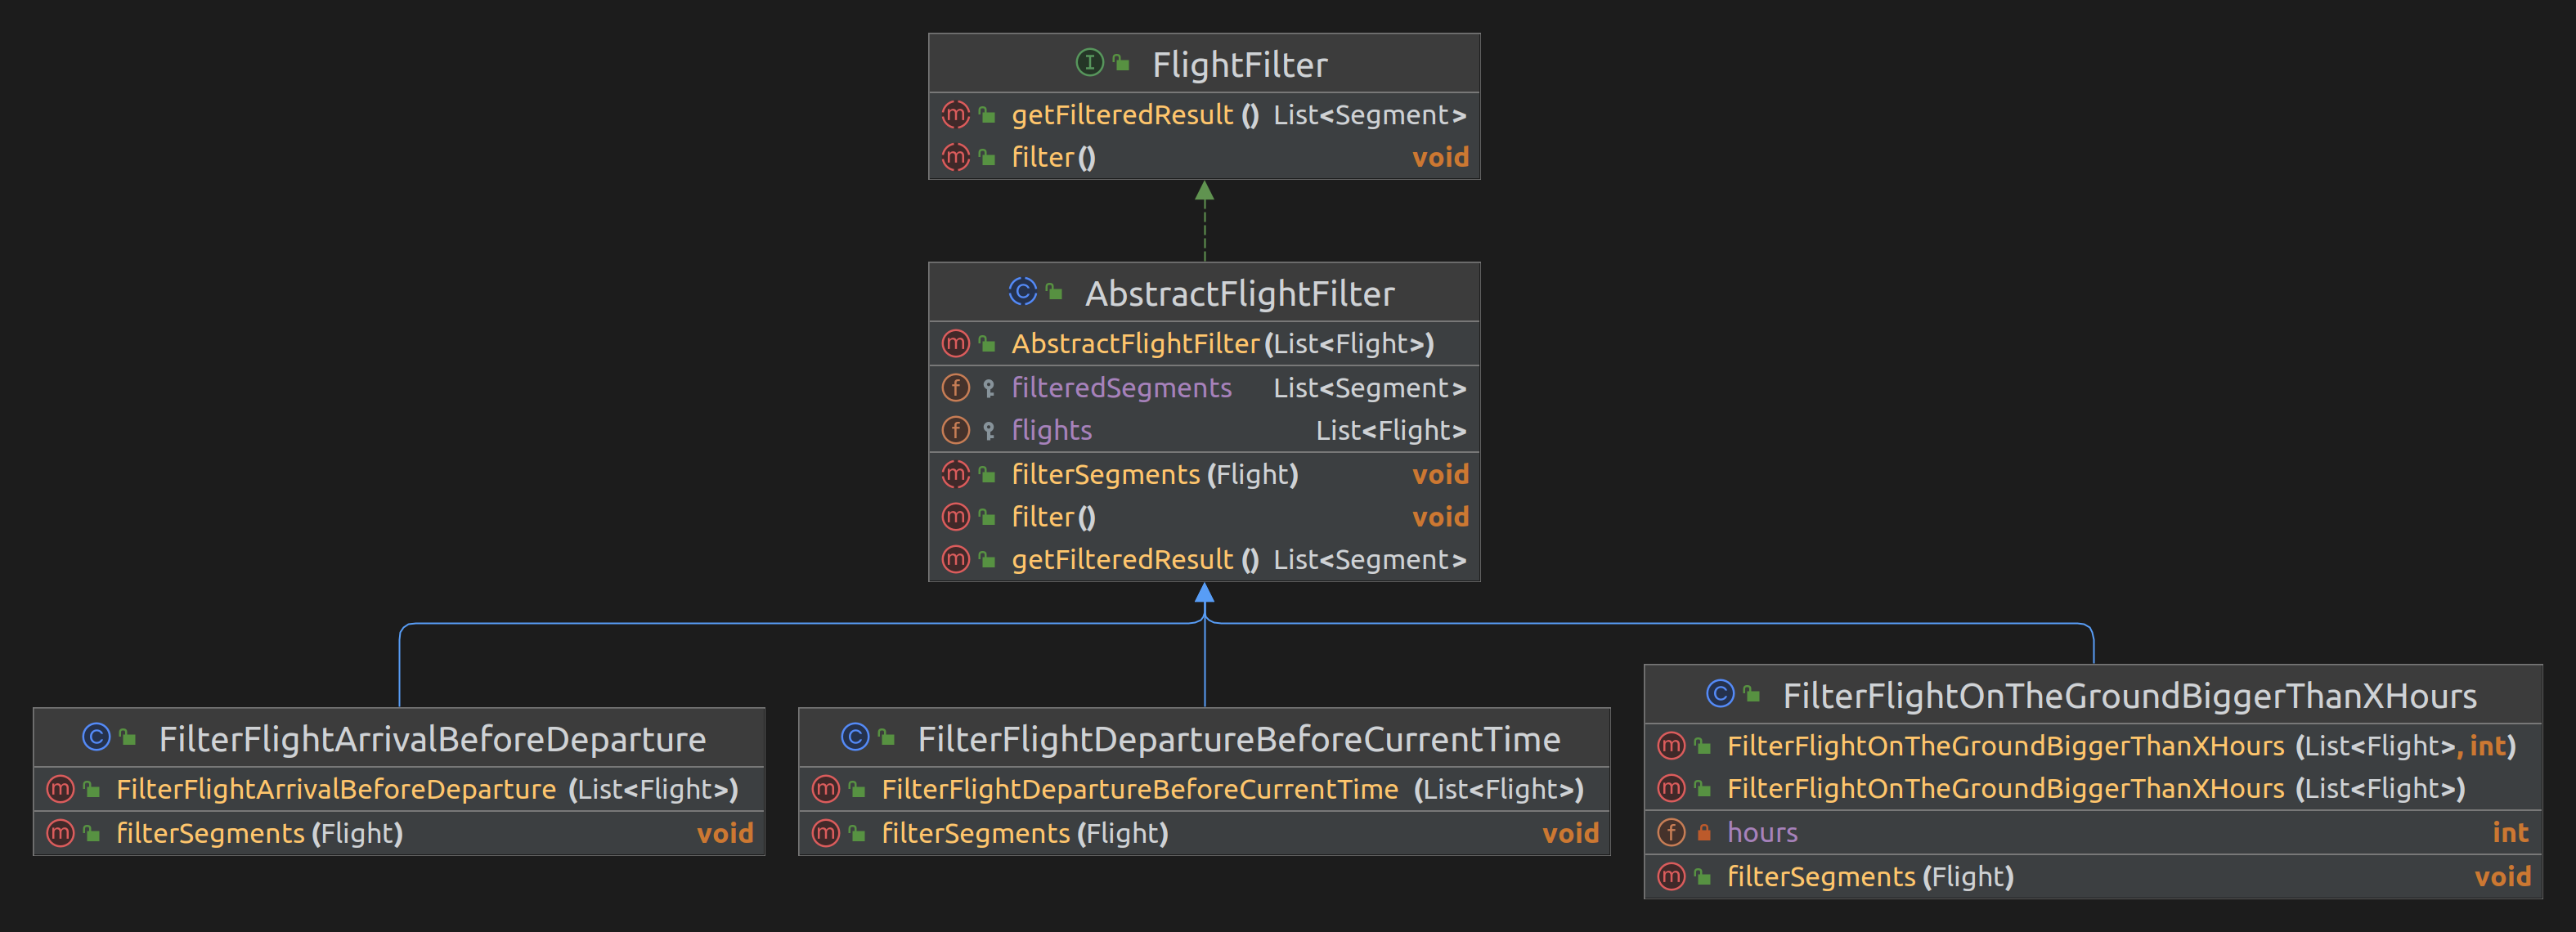 FlightFilter
getFilteredResult () List<Segment>
filter() void
AbstractFlightFilter
AbstractFlightFilter(List<Flight>)
filteredSegments List<Segment>
flights List<Flight>
filterSegments (Flight) void
filter() void
getFilteredResult () List<Segment>
FilterFlightArrivalBeforeDeparture
FilterFlightArrivalBeforeDeparture (List<Flight>)
filterSegments (Flight) void
FilterFlightDepartureBeforeCurrentTime
FilterFlightDepartureBeforeCurrentTime (List<Flight>)
filterSegments (Flight) void
FilterFlightOnTheGroundBiggerThanXHours
FilterFlightOnTheGroundBiggerThanXHours (List<Flight>, int)
FilterFlightOnTheGroundBiggerThanXHours (List<Flight>)
hours int
filterSegments (Flight) void